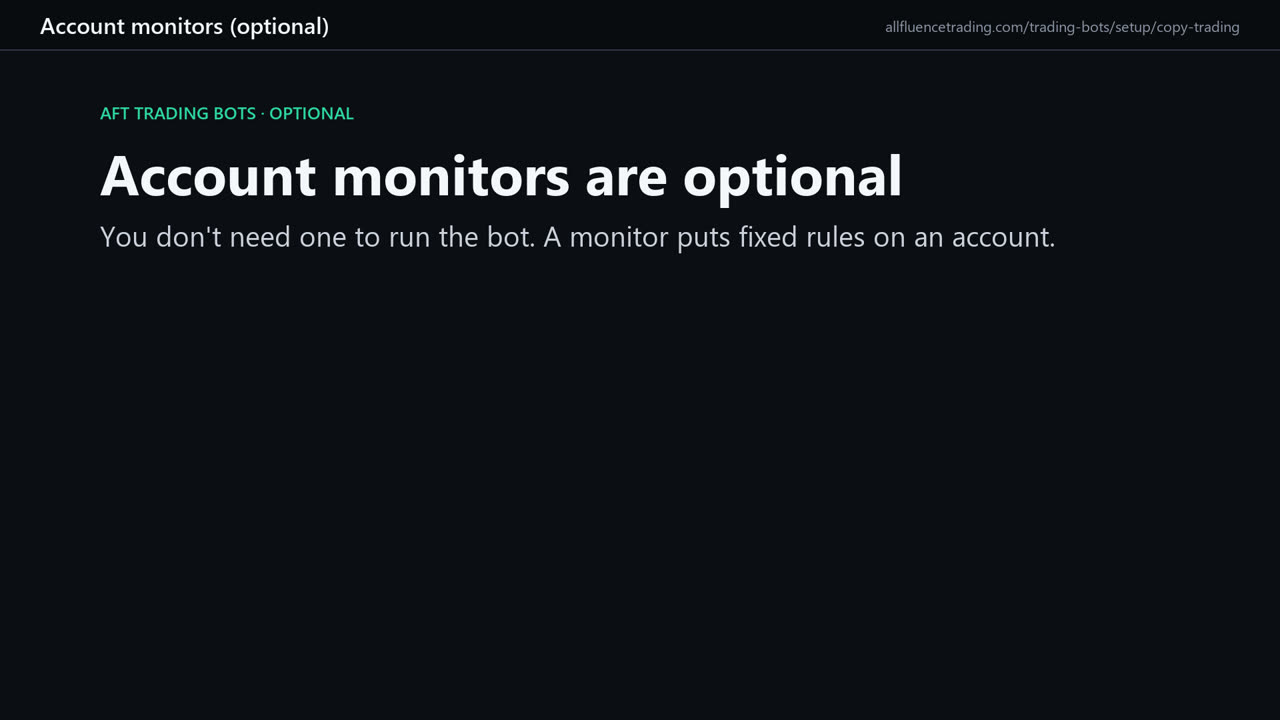 Account monitors (optional)
allfluencetrading.com/trading-bots/setup/copy-trading
AFT TRADING BOTS · OPTIONAL
Account monitors are optional
You don't need one to run the bot. A monitor puts fixed rules on an account.